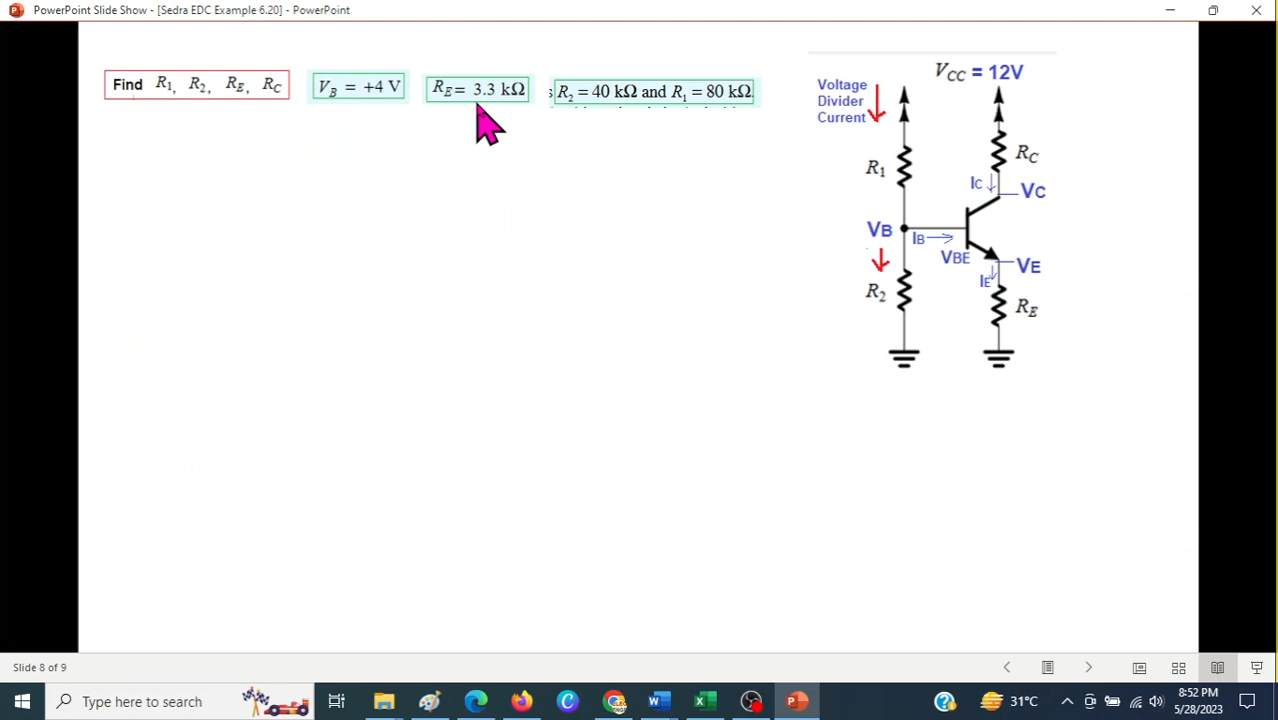 PowerPoint Slide Show - [Sedra EDC Example 6.20] - PowerPoint
Find R1, R2, RE, RC
VB = +4 V
RE = 3.3 kΩ
s R2 = 40 kΩ and R1 = 80 kΩ.
VCC = 12V
Voltage
Divider
Current
R1
RC
IC
VC
VB
IB
VBE
VE
IE
R2
RE
Slide 8 of 9
Type here to search
31°C
8:52 PM
5/28/2023